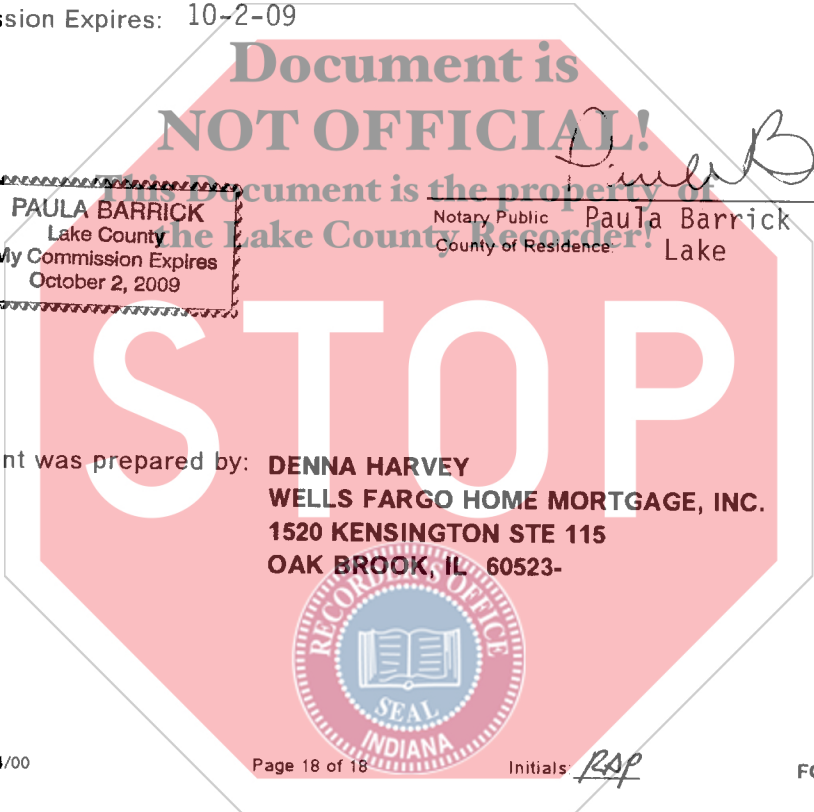 ssion Expires: 10-2-09
Document is
NOT OFFICIAL!
This Document is the property of
the Lake County Recorder!
PAULA BARRICK
Lake County
My Commission Expires
October 2, 2009
Notary Public Paula Barrick
County of Residence: Lake
STOP
nt was prepared by: DENNA HARVEY
WELLS FARGO HOME MORTGAGE, INC.
1520 KENSINGTON STE 115
OAK BROOK, IL 60523-
RECORDER'S OFFICE
SEAL
INDIANA
/00
Page 18 of 18
Initials: RAP
FO